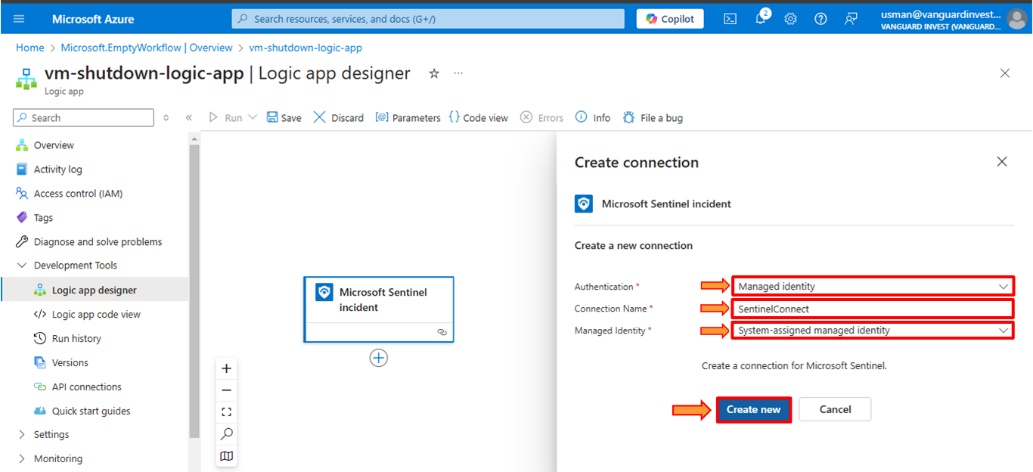 Microsoft Azure
Search resources, services, and docs (G+/)
Copilot
2
usman@vanguardinvest...
VANGUARD INVEST (VANGUARD...
Home > Microsoft.EmptyWorkflow | Overview > vm-shutdown-logic-app
vm-shutdown-logic-app | Logic app designer
Logic app
Search
Run
Save
Discard
Parameters
Code view
Errors
Info
File a bug
Overview
Activity log
Access control (IAM)
Tags
Diagnose and solve problems
Development Tools
Logic app designer
Logic app code view
Run history
Versions
API connections
Quick start guides
Settings
Monitoring
Microsoft Sentinel
incident
Create connection
Microsoft Sentinel incident
Create a new connection
Authentication * Managed identity
Connection Name * SentinelConnect
Managed Identity * System-assigned managed identity
Create a connection for Microsoft Sentinel.
Create new
Cancel